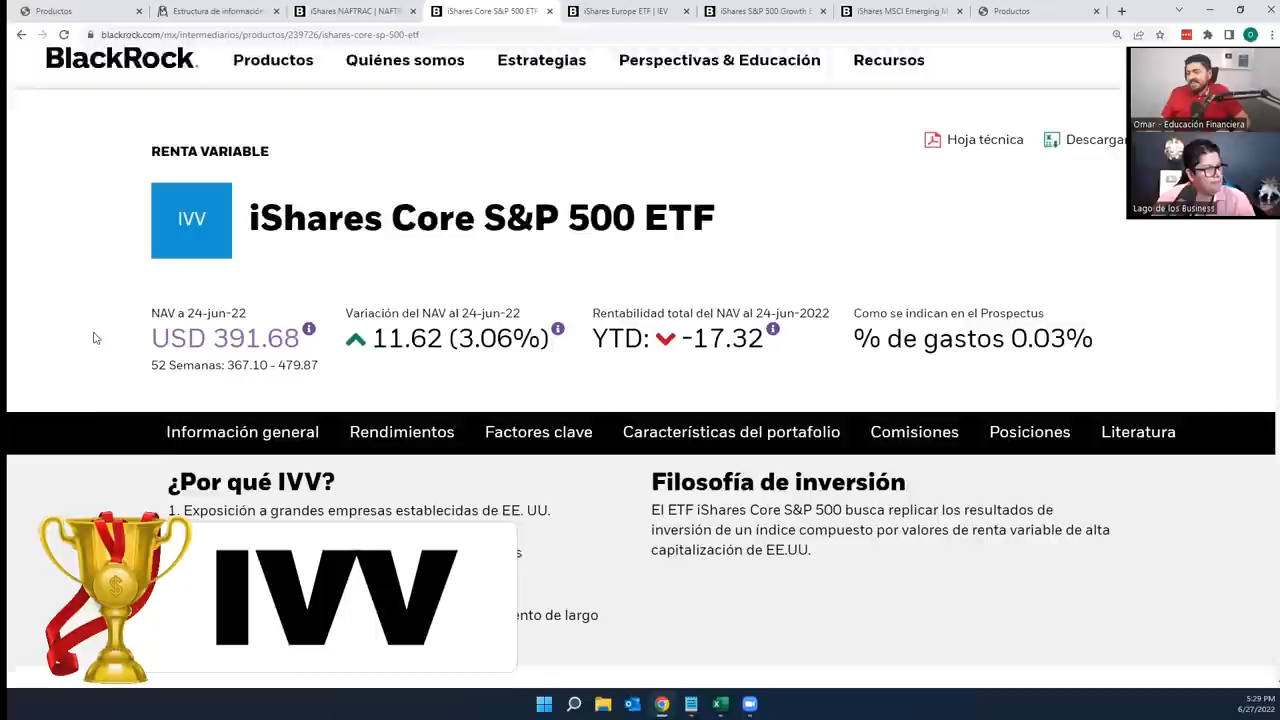 Productos
Estructura de información
iShares NAFTRAC | NAFTR
iShares Core S&P 500 ETF
iShares Europe ETF | IEV
iShares S&P 500 Growth E
iShares MSCI Emerging M
Productos
blackrock.com/mx/intermediarios/productos/239726/ishares-core-sp-500-etf
BlackRock.
Productos
Quiénes somos
Estrategias
Perspectivas & Educación
Recursos
Omar - Educación Financiera
Lago de los Business
Hoja técnica
Descargar
RENTA VARIABLE
IVV
iShares Core S&P 500 ETF
NAV a 24-jun-22
USD 391.68
52 Semanas: 367.10 - 479.87
Variación del NAV al 24-jun-22
11.62 (3.06%)
Rentabilidad total del NAV al 24-jun-2022
YTD: -17.32
Como se indican en el Prospectus
% de gastos 0.03%
Información general
Rendimientos
Factores clave
Características del portafolio
Comisiones
Posiciones
Literatura
¿Por qué IVV?
1. Exposición a grandes empresas establecidas de EE. UU.
de largo
IVV
Filosofía de inversión
El ETF iShares Core S&P 500 busca replicar los resultados de
inversión de un índice compuesto por valores de renta variable de alta
capitalización de EE.UU.
5:29 PM
6/27/2022